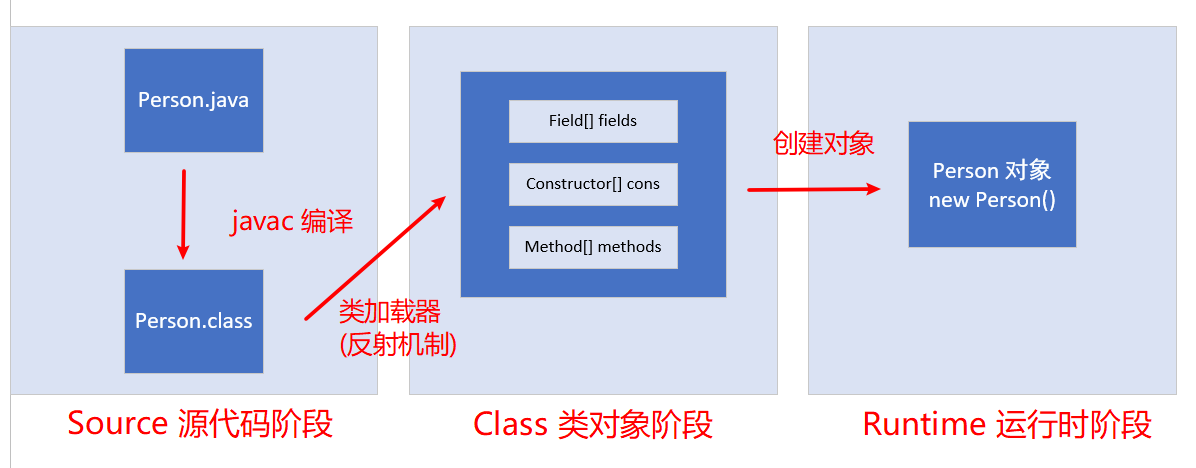 Person.java
javac 编译
Person.class
类加载器
(反射机制)
Source 源代码阶段
Field[] fields
Constructor[] cons
Method[] methods
Class 类对象阶段
创建对象
Person 对象
new Person()
Runtime 运行时阶段